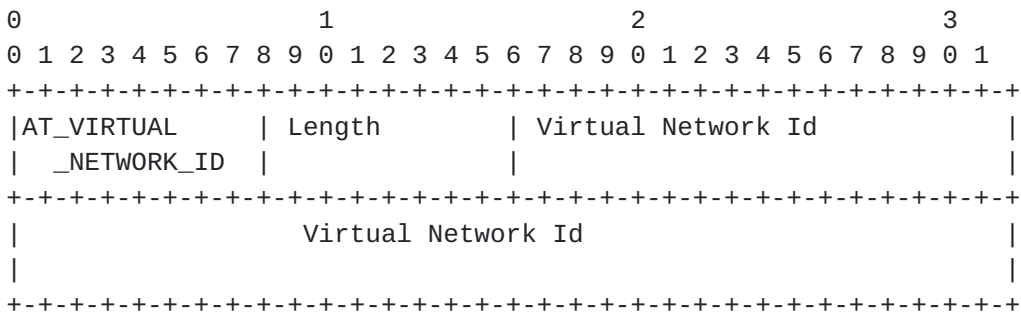 0                   1                   2                   3
0 1 2 3 4 5 6 7 8 9 0 1 2 3 4 5 6 7 8 9 0 1 2 3 4 5 6 7 8 9 0 1
+-+-+-+-+-+-+-+-+-+-+-+-+-+-+-+-+-+-+-+-+-+-+-+-+-+-+-+-+-+-+-+-+
|AT_VIRTUAL     | Length        | Virtual Network Id            |
|   _NETWORK_ID  |               |                               |
+-+-+-+-+-+-+-+-+-+-+-+-+-+-+-+-+-+-+-+-+-+-+-+-+-+-+-+-+-+-+-+-+
|                  Virtual Network Id                           |
|                                                               |
+-+-+-+-+-+-+-+-+-+-+-+-+-+-+-+-+-+-+-+-+-+-+-+-+-+-+-+-+-+-+-+-+